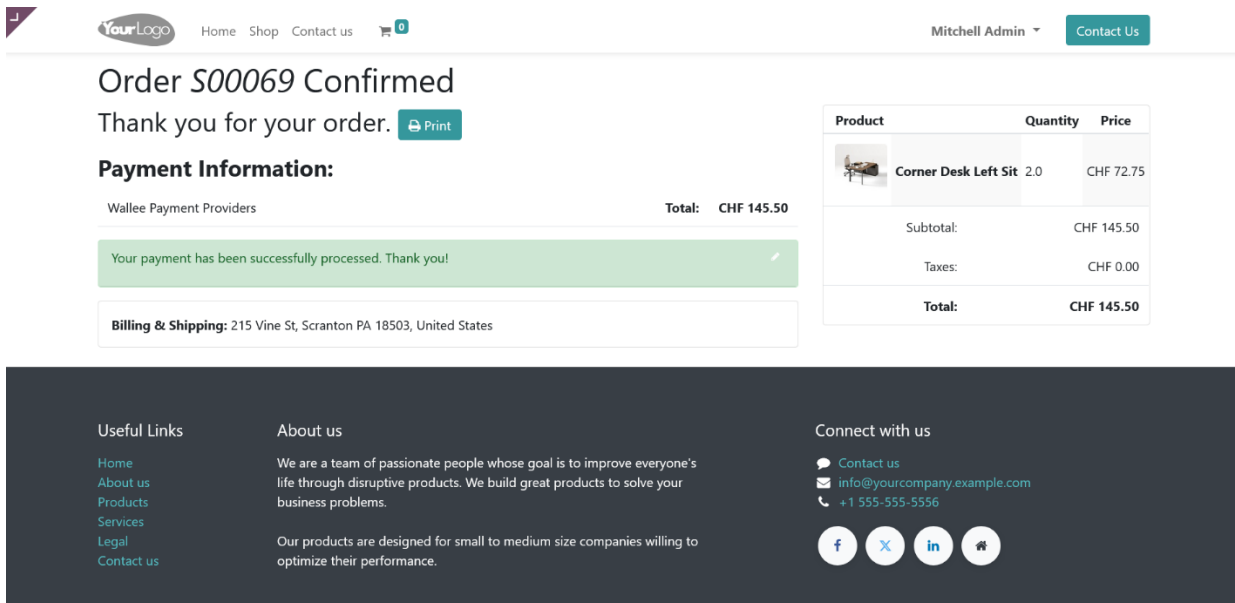 YourLogo Home Shop Contact us 0 Mitchell Admin Contact Us
Order S00069 Confirmed
Thank you for your order. Print
Payment Information:
Wallee Payment Providers Total: CHF 145.50
Your payment has been successfully processed. Thank you!
Billing & Shipping: 215 Vine St, Scranton PA 18503, United States
Product Quantity Price
Corner Desk Left Sit 2.0 CHF 72.75
Subtotal: CHF 145.50
Taxes: CHF 0.00
Total: CHF 145.50
Useful Links
Home
About us
Products
Services
Legal
Contact us
About us
We are a team of passionate people whose goal is to improve everyone's
life through disruptive products. We build great products to solve your
business problems.
Our products are designed for small to medium size companies willing to
optimize their performance.
Connect with us
Contact us
info@yourcompany.example.com
+1 555-555-5556